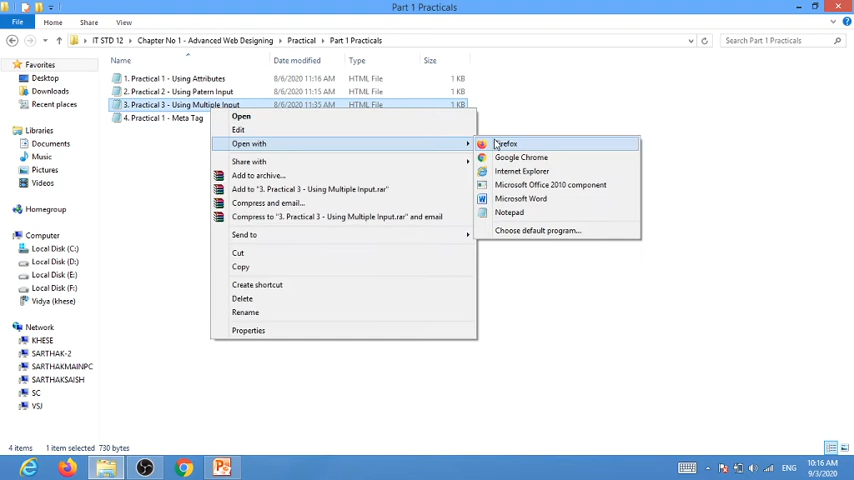 Part 1 Practicals
File
Home
Share
View
IT STD 12
Chapter No 1 - Advanced Web Designing
Practical
Part 1 Practicals
Search Part 1 Practicals
Name
Date modified
Type
Size
1. Practical 1 - Using Attributes
8/6/2020 11:16 AM
HTML File
1 KB
2. Practical 2 - Using Patern Input
8/6/2020 11:15 AM
HTML File
1 KB
3. Practical 3 - Using Multiple Input
8/6/2020 11:35 AM
HTML File
1 KB
4. Practical 1 - Meta Tag
Favorites
Desktop
Downloads
Recent places
Libraries
Documents
Music
Pictures
Videos
Homegroup
Computer
Local Disk (C:)
Local Disk (D:)
Local Disk (E:)
Local Disk (F:)
Vidya (khese)
Network
KHESE
SARTHAK-2
SARTHAKMAINPC
SARTHAKSAISH
SC
VSJ
Open
Edit
Open with
Share with
Add to archive...
Add to "3. Practical 3 - Using Multiple Input.rar"
Compress and email...
Compress to "3. Practical 3 - Using Multiple Input.rar" and email
Send to
Cut
Copy
Create shortcut
Delete
Rename
Properties
Firefox
Google Chrome
Internet Explorer
Microsoft Office 2010 component
Microsoft Word
Notepad
Choose default program...
4 items
1 item selected 730 bytes
ENG
10:16 AM
9/3/2020